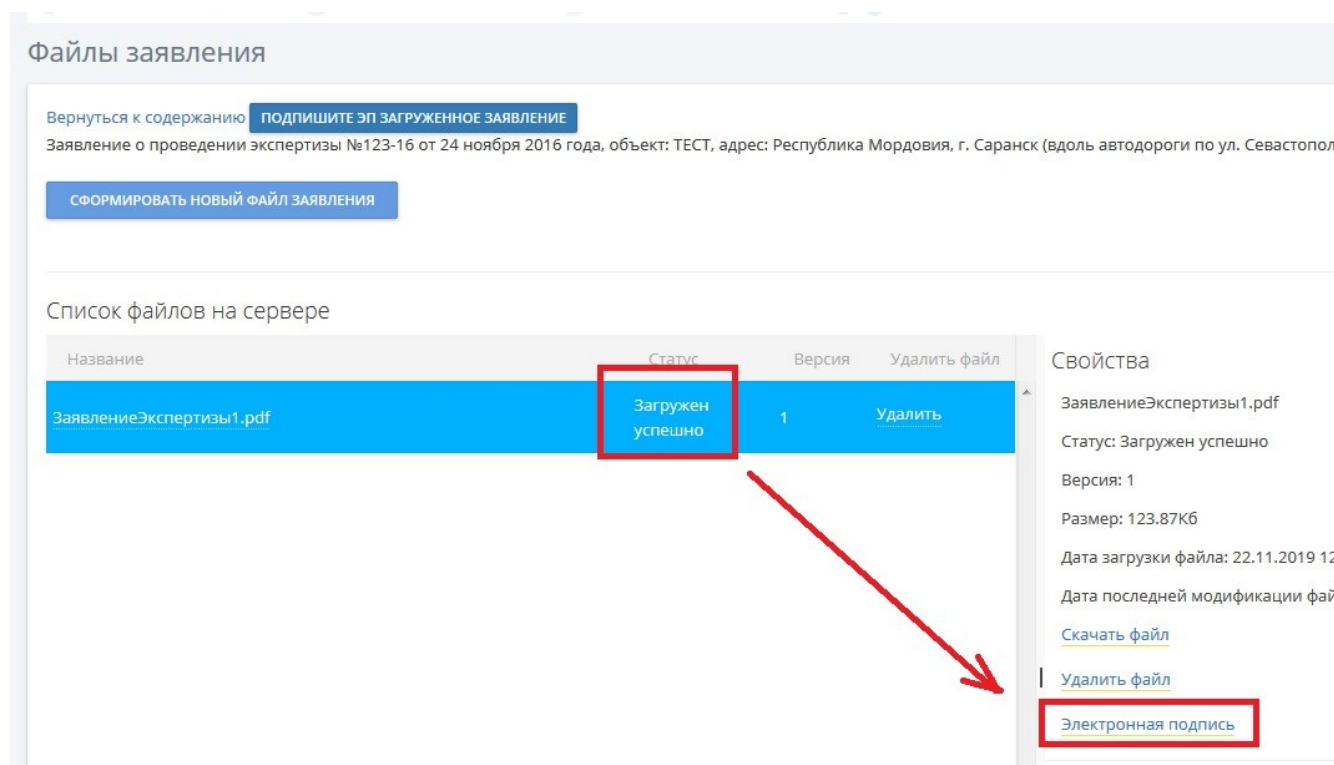 Файлы заявления
Вернуться к содержанию ПОДПИШИТЕ ЭП ЗАГРУЖЕННОЕ ЗАЯВЛЕНИЕ
Заявление о проведении экспертизы №123-16 от 24 ноября 2016 года, объект: ТЕСТ, адрес: Республика Мордовия, г. Саранск (вдоль автодороги по ул. Севастопол
СФОРМИРОВАТЬ НОВЫЙ ФАЙЛ ЗАЯВЛЕНИЯ
Список файлов на сервере
Название Статус Версия Удалить файл
ЗаявлениеЭкспертизы1.pdf Загружен успешно 1 Удалить
Свойства
ЗаявлениеЭкспертизы1.pdf
Статус: Загружен успешно
Версия: 1
Размер: 123.87Кб
Дата загрузки файла: 22.11.2019 12
Дата последней модификации фай
Скачать файл
Удалить файл
Электронная подпись